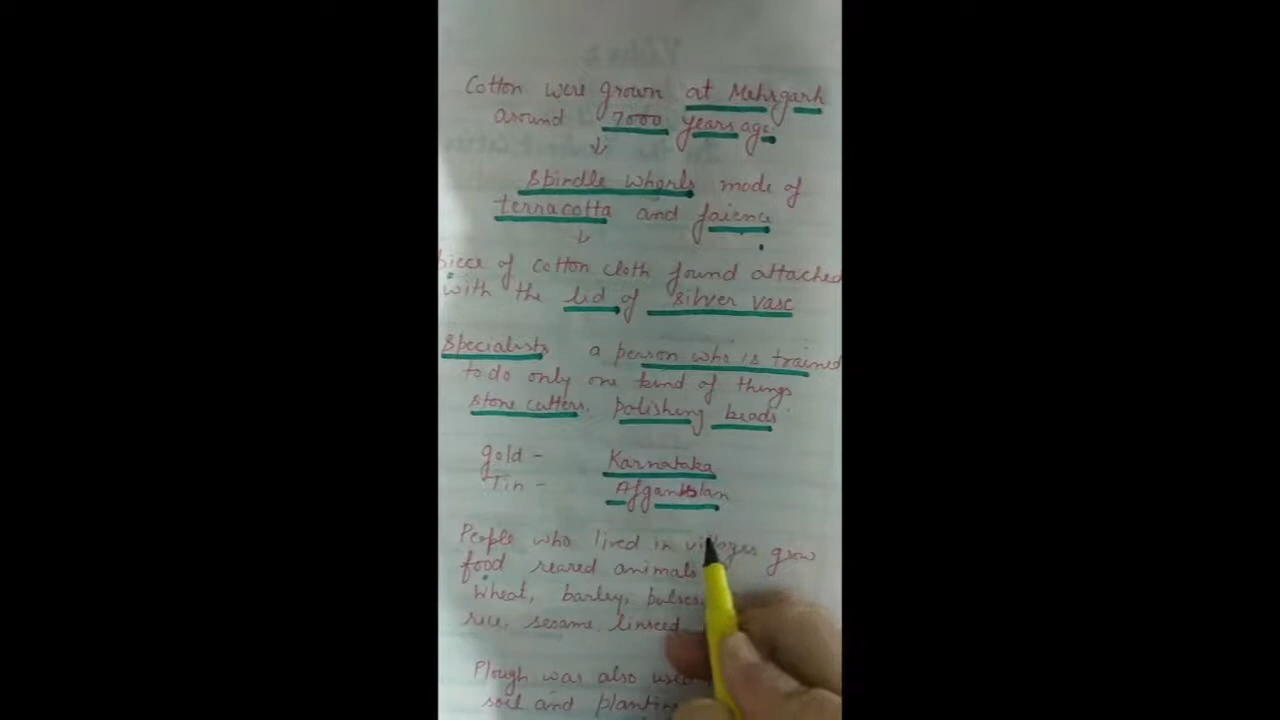 Cotton were grown at Mehrgarh
around 7000 years ago
↓
Spindle whorls made of
terracotta and faience
↓
piece of cotton cloth found attached
with the lid of silver vase
Specialists a person who is trained
to do only one kind of things
stone cutters, polishing beads
Gold - Karnataka
Tin - Afganistan
People who lived in villages grow
food reared animals
Wheat, barley, pulses
rice, sesame, linseed
Plough was also used
soil and planting